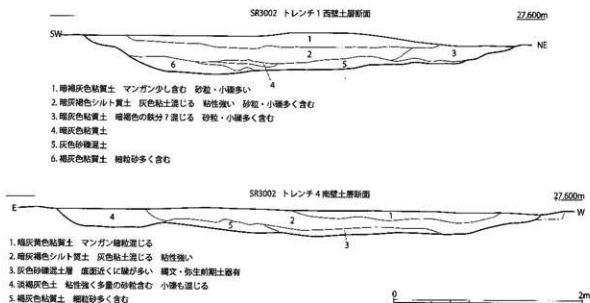 SR3002 トレンチ1西壁土層断面
27.600m
SW
NE
1
2
3
6
5
4
1. 暗褐灰色粘質土 マンガン少し含む 砂粒・小礫多い
2. 暗灰褐色シルト質土 灰色粘土混じる 粘性強い 砂粒・小礫多く含む
3. 暗灰色粘質土 暗褐色の鉄分?混じる 砂粒・小礫多く含む
4. 暗灰色粘質土
5. 灰色砂礫混土
6. 褐灰色粘質土 細粒砂多く含む
SR3002 トレンチ4南壁土層断面
27.600m
E
W
4
5
2
1
3
1. 暗灰黄色粘質土 マンガン細粒混じる
2. 暗灰褐色シルト質土 灰色粘土混じる 粘性強い
3. 灰色砂礫混土層 底面近くに礫が多い 縄文・弥生前期土器有
4. 淡褐灰色土 粘性強く多量の砂粒含む 小礫も混じる
5. 褐灰色粘質土 細粒砂多く含む
0
2m